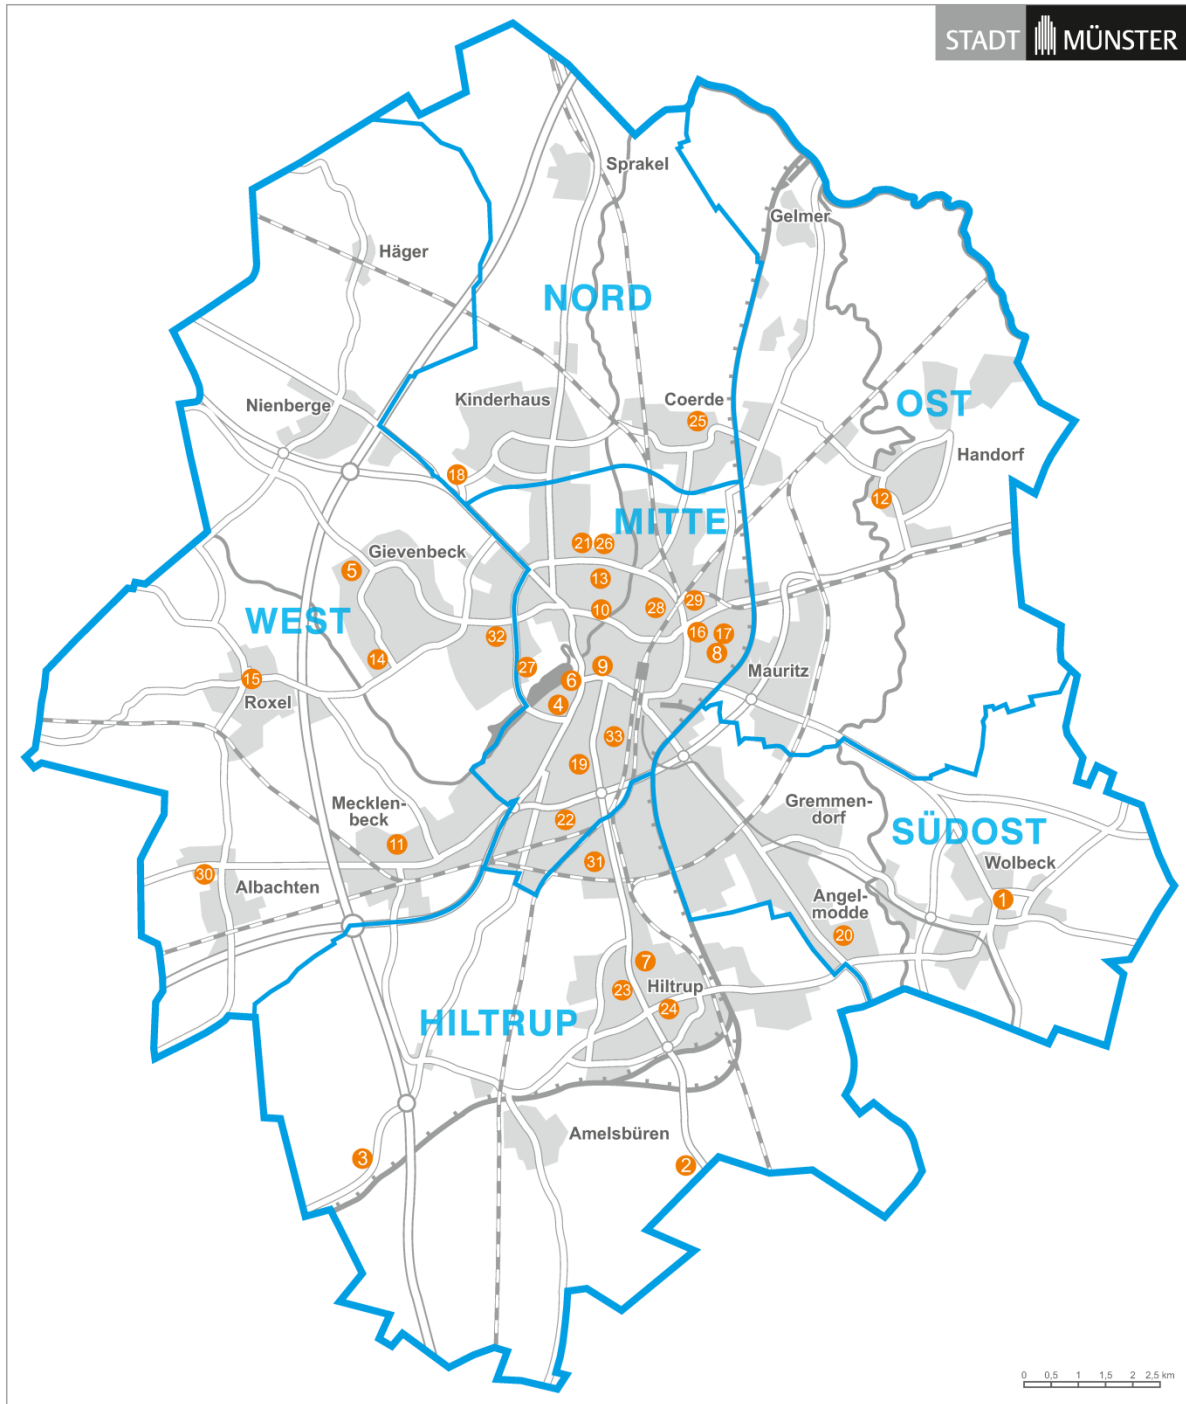 STADT MÜNSTER
Sprakel
Gelmer
Häger
NORD
Kinderhaus
Coerde
OST
Nienberge
25
Handorf
18
12
MITTE
21 26
Gievenbeck
5
13
WEST
10
28
29
32
16
17
8
14
27
9
Mauritz
15
6
Roxel
4
33
19
Mecklen-
beck
Gremmen-
dorf
22
SÜDOST
11
31
Wolbeck
30
Albachten
Angel-
modde
1
20
7
Hiltrup
23
24
HILTRUP
Amelsbüren
3
2
0 0,5 1 1,5 2 2,5 km